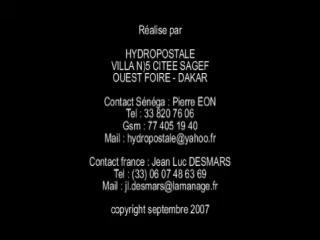 Réalise par
HYDROPOSTALE
VILLA N)5 CITEE SAGEF
OUEST FOIRE - DAKAR
Contact Sénéga : Pierre EON
Tel : 33 820 76 06
Gsm : 77 405 19 40
Mail : hydropostale@yahoo.fr
Contact france : Jean Luc DESMARS
Tel : (33) 06 07 48 63 69
Mail : jl.desmars@lamanage.fr
copyright septembre 2007